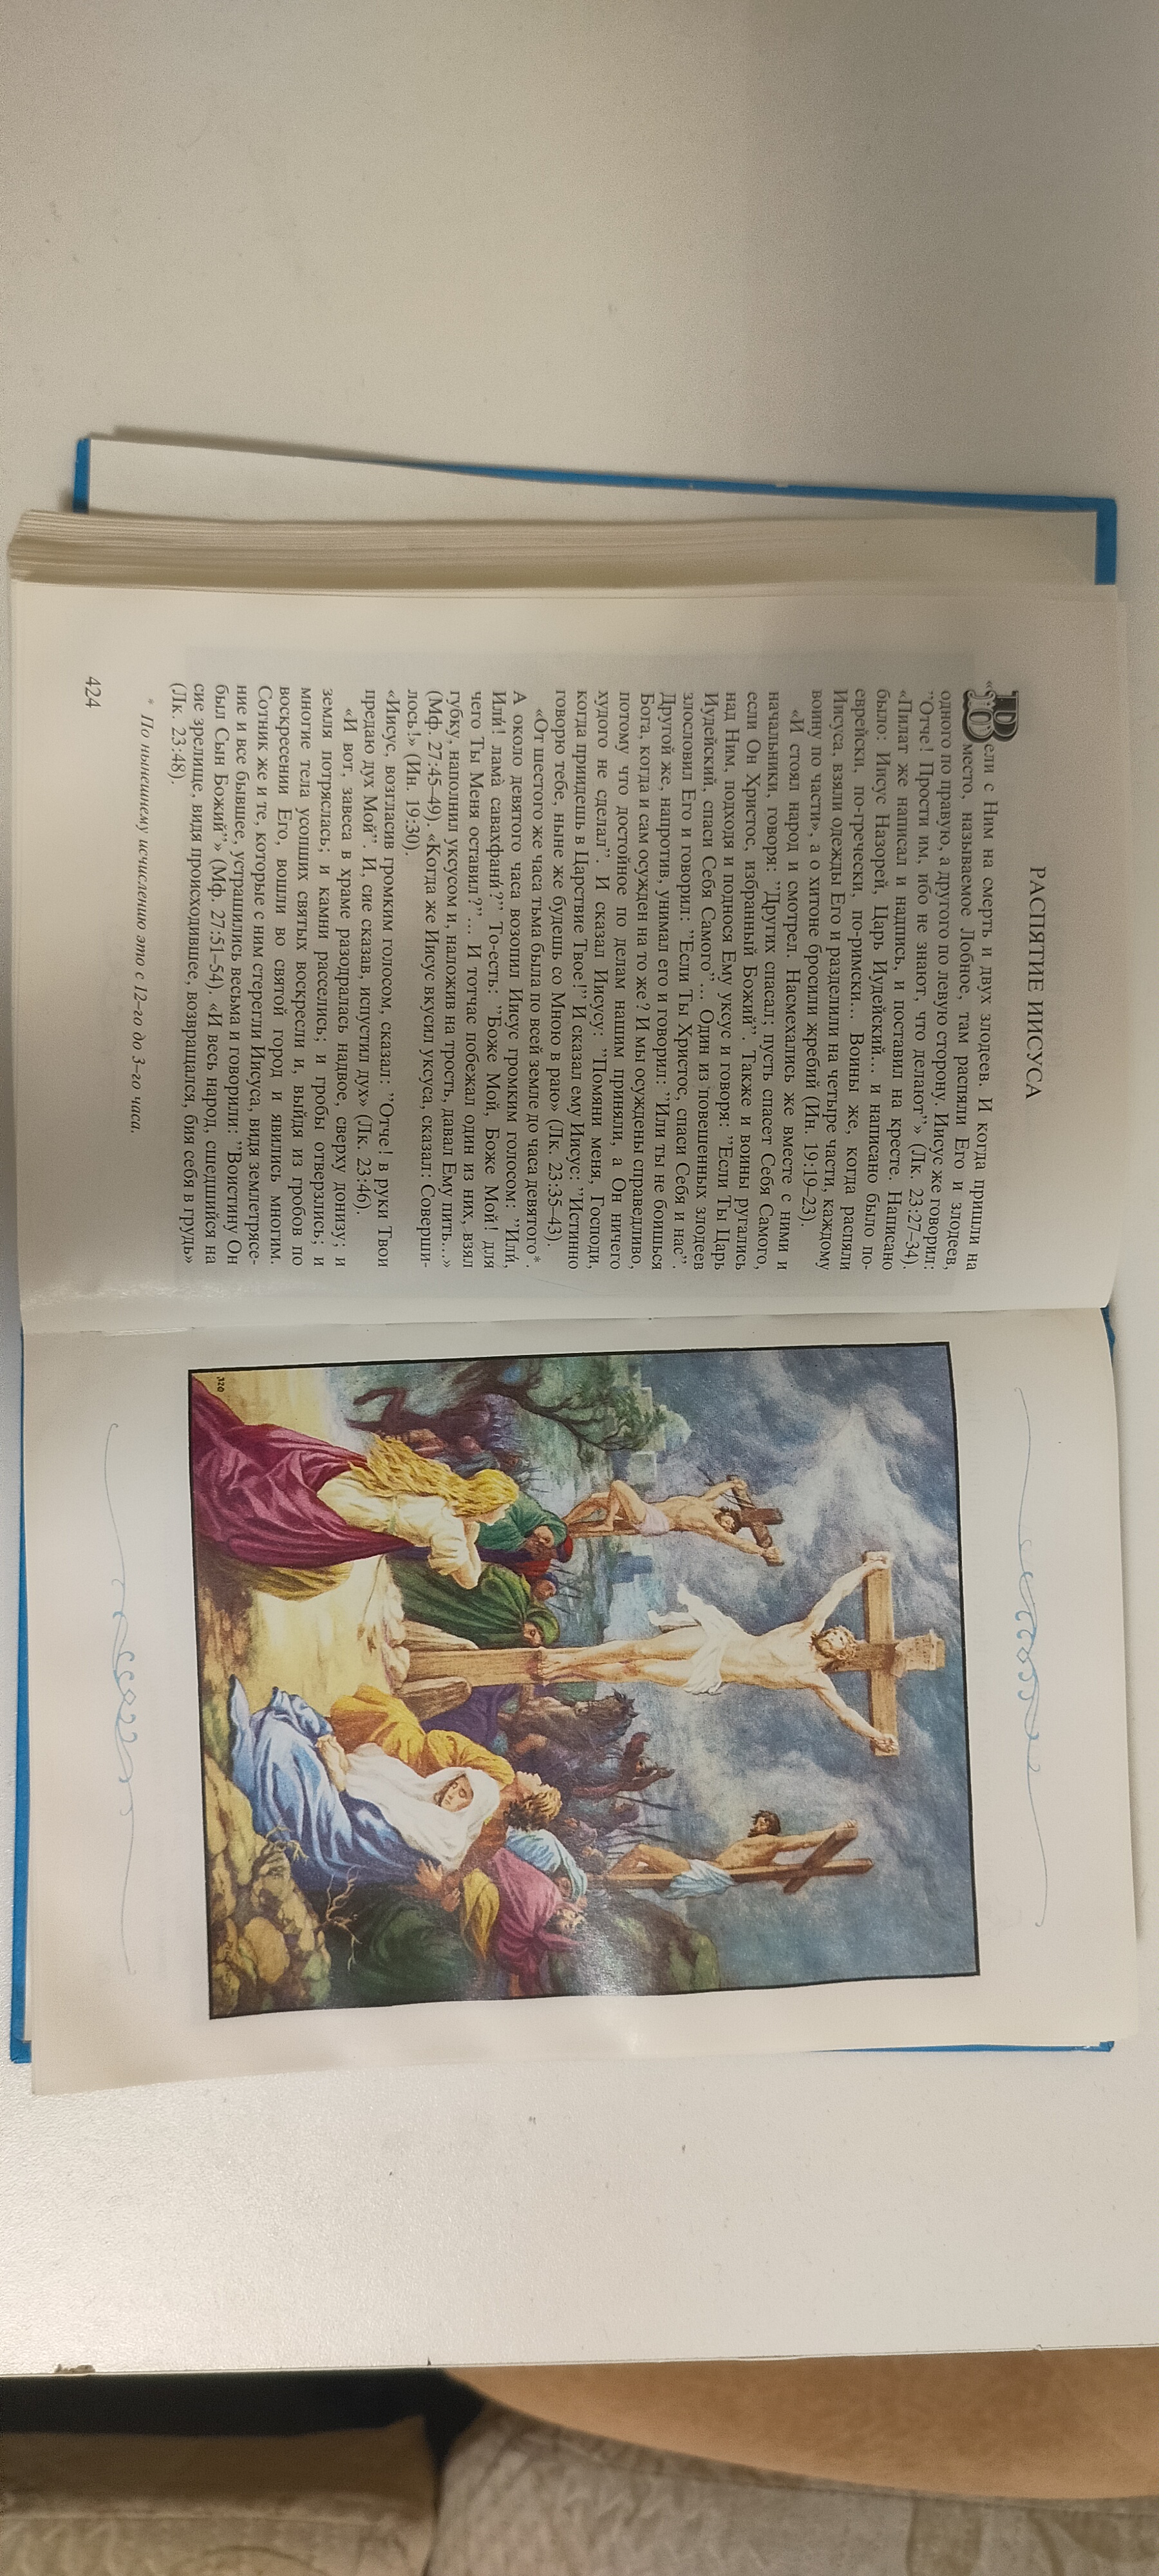 РАСПЯТИЕ ИИСУСА
«Вели с Ним на смерть и двух злодеев. И когда пришли на
место, называемое Лобное, там распяли Его и злодеев,
одного по правую, а другого по левую сторону. Иисус же говорил:
”Отче! Прости им, ибо не знают, что делают”» (Лк. 23:27–34).
«Пилат же написал и надпись, и поставил на кресте. Написано
было: Иисус Назорей, Царь Иудейский... и написано было по-
еврейски, по-гречески, по-римски... Воины же, когда распяли
Иисуса, взяли одежды Его и разделили на четыре части, каждому
воину по части», а о хитоне бросили жребий (Ин. 19:19–23).
«И стоял народ и смотрел. Насмехались же вместе с ними и
начальники, говоря: ”Других спасал; пусть спасет Себя Самого,
если Он Христос, избранный Божий”. Также и воины ругались
над Ним, подходя и поднося Ему уксус и говоря: ”Если Ты Царь
Иудейский, спаси Себя Самого”... Один из повешенных злодеев
злословил Его и говорил: ”Если Ты Христос, спаси Себя и нас”.
Другой же, напротив, унимал его и говорил: ”Или ты не боишься
Бога, когда и сам осужден на то же? И мы осуждены справедливо,
потому что достойное по делам нашим приняли, а Он ничего
худого не сделал”. И сказал Иисусу: ”Помяни меня, Господи,
когда приидешь в Царствие Твое!” И сказал ему Иисус: ”Истинно
говорю тебе, ныне же будешь со Мною в раю» (Лк. 23:35–43).
«От шестого же часа тьма была по всей земле до часа девятого*.
А около девятого часа возопил Иисус громким голосом: ”Или́,
Или́! лама́ савахфани́?” То-есть: ”Боже Мой, Боже Мой! для
чего Ты Меня оставил?”... И тотчас побежал один из них, взял
губку, наполнил уксусом и, наложив на трость, давал Ему пить...»
(Мф. 27:45–49). «Когда же Иисус вкусил уксуса, сказал: Соверши-
лось!» (Ин. 19:30).
«Иисус, возгласив громким голосом, сказал: ”Отче! в руки Твои
предаю дух Мой”. И, сие сказав, испустил дух» (Лк. 23:46).
«И вот, завеса в храме разодралась надвое, сверху донизу; и
земля потряслась; и камни расселись; и гробы отверзлись; и
многие тела усопших святых воскресли и, выйдя из гробов по
воскресении Его, вошли во святой город и явились многим.
Сотник же и те, которые с ним стерегли Иисуса, видя землетрясе-
ние и все бывшее, устрашились весьма и говорили: ”Воистину Он
был Сын Божий”» (Мф. 27:51–54). «И весь народ, сшедшийся на
сие зрелище, видя происходившее, возвращался, бия себя в грудь»
(Лк. 23:48).
* По нынешнему исчислению это с 12–го до 3–го часа.
424
320